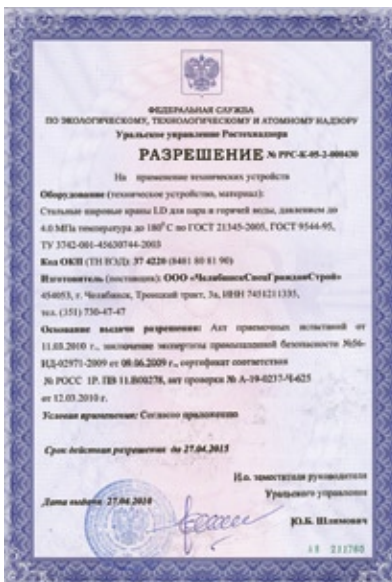 ФЕДЕРАЛЬНАЯ СЛУЖБА
ПО ЭКОЛОГИЧЕСКОМУ, ТЕХНОЛОГИЧЕСКОМУ И АТОМНОМУ НАДЗОРУ
Уральское управление Ростехнадзора
РАЗРЕШЕНИЕ № РРС-К-05-2-000430
На применение технических устройств
Оборудование (техническое устройство, материал):
Стальные шаровые краны LD для пара и горячей воды, давлением до
4.0 МПа температура до 180⁰ С по ГОСТ 21345-2005, ГОСТ 9544-95,
ТУ 3742-001-45630744-2003
Код ОКП (ТН ВЭД): 37 4220 (8481 80 81 90)
Изготовитель (поставщик): ООО «ЧелябинскСпецГражданСтрой»
454053, г. Челябинск, Троицкий тракт, 3а, ИНН 7451211335,
тел. (351) 730-47-47
Основание выдачи разрешения: Акт приемочных испытаний от
11.03.2010 г., заключение экспертизы промышленной безопасности №56-
ИД-02971-2009 от 09.06.2009 г., сертификат соответствия
№ РОСС 1Р. ПВ 11.В00278, акт проверки № А-19-0237-Ч-625
от 12.03.2010 г.
Условия применения: Согласно приложению
Срок действия разрешения до 27.04.2015
И.о. заместителя руководителя
Уральского управления
Дата выдачи 27.04.2010
Ю.Б. Шлимович
АВ 211760